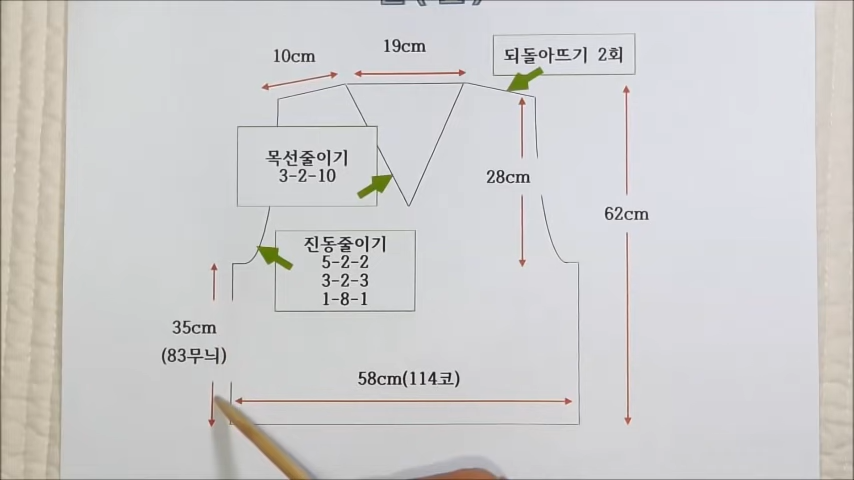 10cm
19cm
되돌아뜨기 2회
목선줄이기
3-2-10
28cm
62cm
진동줄이기
5-2-2
3-2-3
1-8-1
35cm
(83무늬)
58cm(114코)